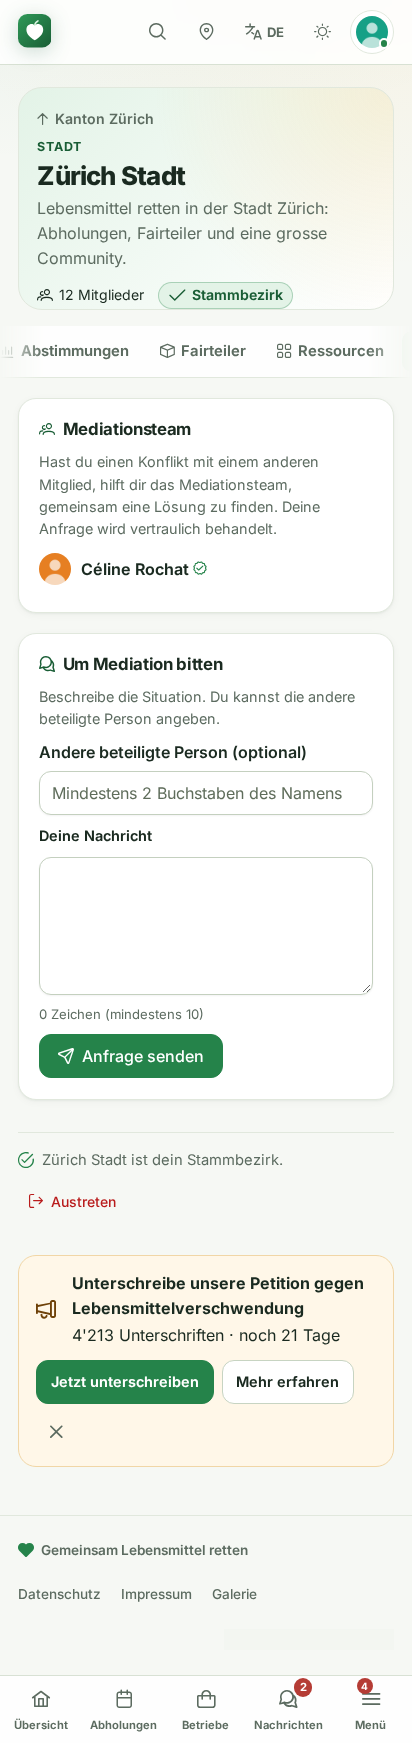 DE
Kanton Zürich
STADT
Zürich Stadt
Lebensmittel retten in der Stadt Zürich:
Abholungen, Fairteiler und eine grosse
Community.
12 Mitglieder Stammbezirk
Abstimmungen Fairteiler Ressourcen
Mediationsteam
Hast du einen Konflikt mit einem anderen
Mitglied, hilft dir das Mediationsteam,
gemeinsam eine Lösung zu finden. Deine
Anfrage wird vertraulich behandelt.
Céline Rochat
Um Mediation bitten
Beschreibe die Situation. Du kannst die andere
beteiligte Person angeben.
Andere beteiligte Person (optional)
Mindestens 2 Buchstaben des Namens
Deine Nachricht
0 Zeichen (mindestens 10)
Anfrage senden
Zürich Stadt ist dein Stammbezirk.
Austreten
Unterschreibe unsere Petition gegen
Lebensmittelverschwendung
4'213 Unterschriften · noch 21 Tage
Jetzt unterschreiben Mehr erfahren
Gemeinsam Lebensmittel retten
Datenschutz Impressum Galerie
2 4
Übersicht Abholungen Betriebe Nachrichten Menü